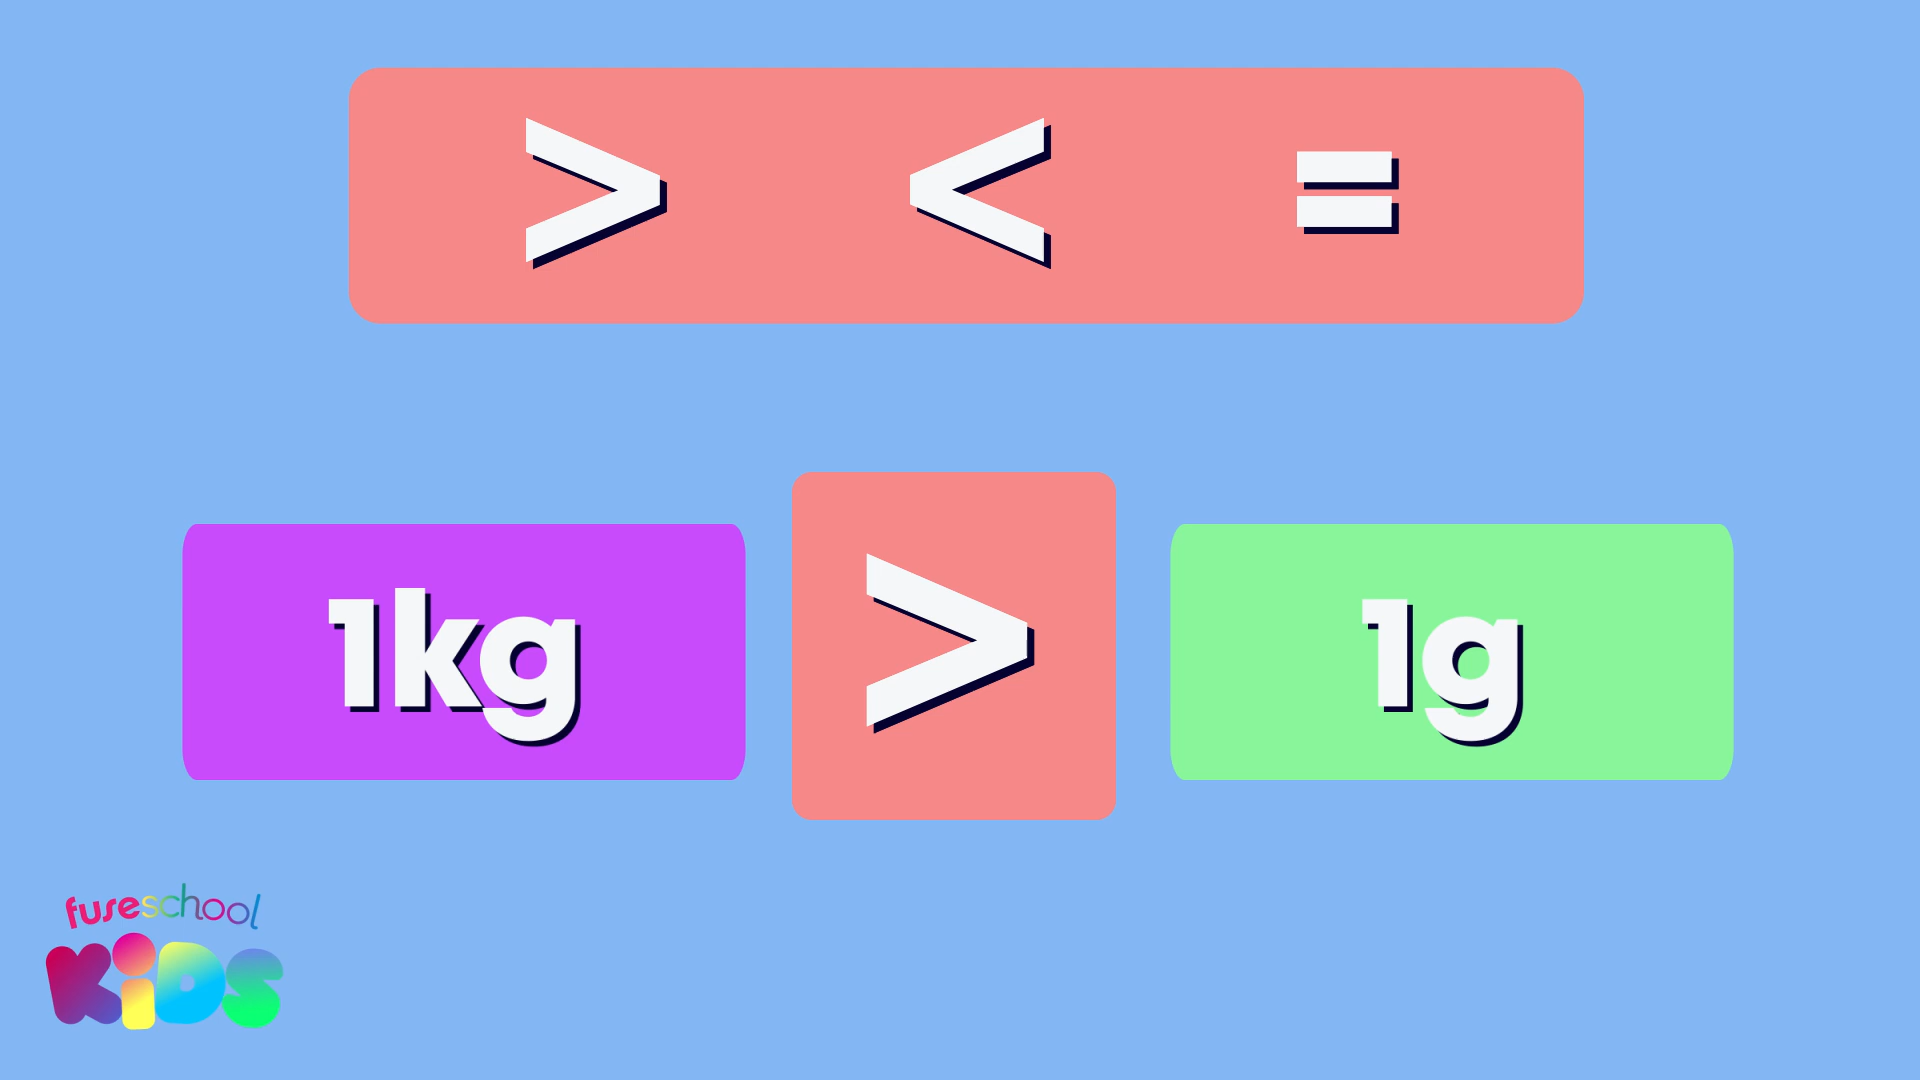 > < =
1kg > 1g
fuseschool
KiDS